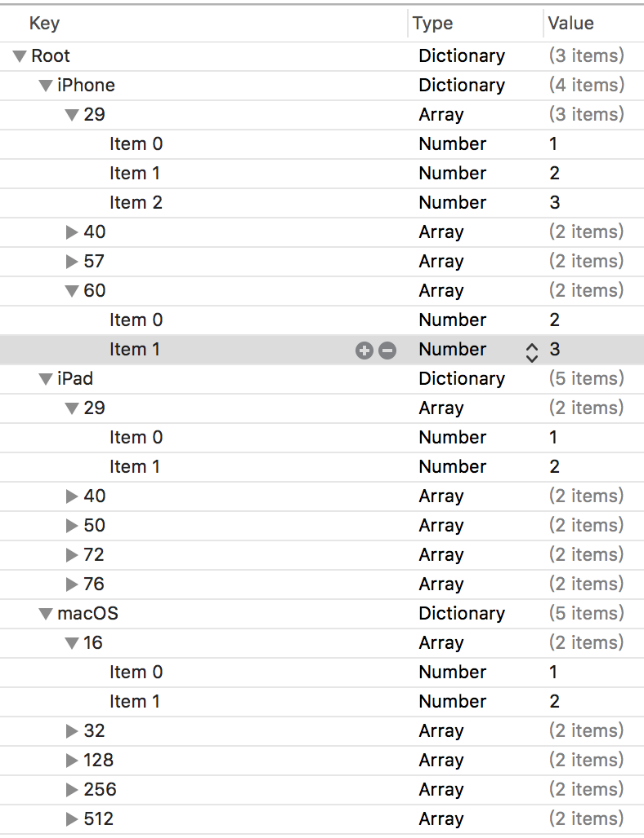 Key Type Value
Root Dictionary (3 items)
iPhone Dictionary (4 items)
29 Array (3 items)
Item 0 Number 1
Item 1 Number 2
Item 2 Number 3
40 Array (2 items)
57 Array (2 items)
60 Array (2 items)
Item 0 Number 2
Item 1 Number 3
iPad Dictionary (5 items)
29 Array (2 items)
Item 0 Number 1
Item 1 Number 2
40 Array (2 items)
50 Array (2 items)
72 Array (2 items)
76 Array (2 items)
macOS Dictionary (5 items)
16 Array (2 items)
Item 0 Number 1
Item 1 Number 2
32 Array (2 items)
128 Array (2 items)
256 Array (2 items)
512 Array (2 items)